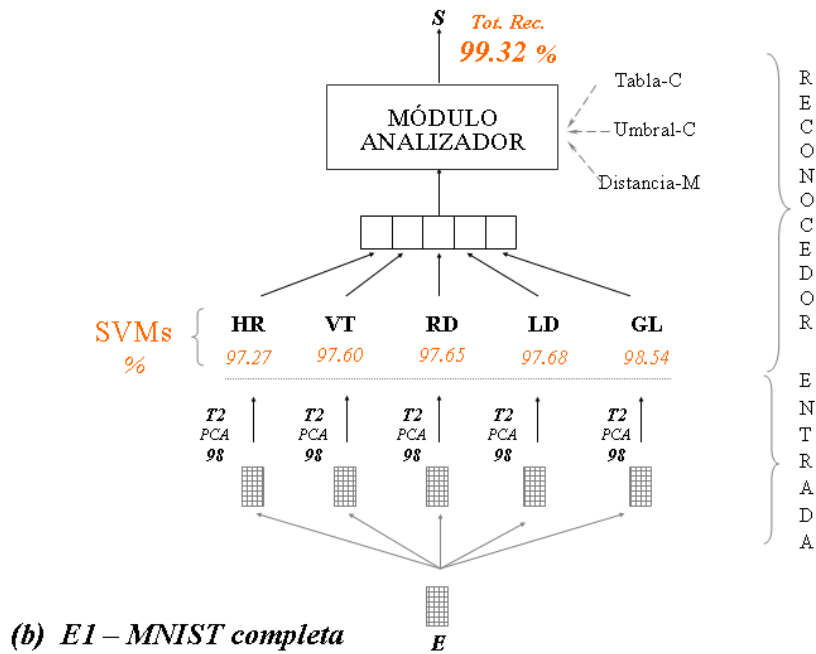 S
Tot. Rec.
99.32 %
MÓDULO
ANALIZADOR
Tabla-C
Umbral-C
Distancia-M
RECONOCEDOR
SVMs
%
HR VT RD LD GL
97.27 97.60 97.65 97.68 98.54
T2 T2 T2 T2 T2
PCA PCA PCA PCA PCA
98 98 98 98 98
ENTRADA
E
(b) E1 – MNIST completa